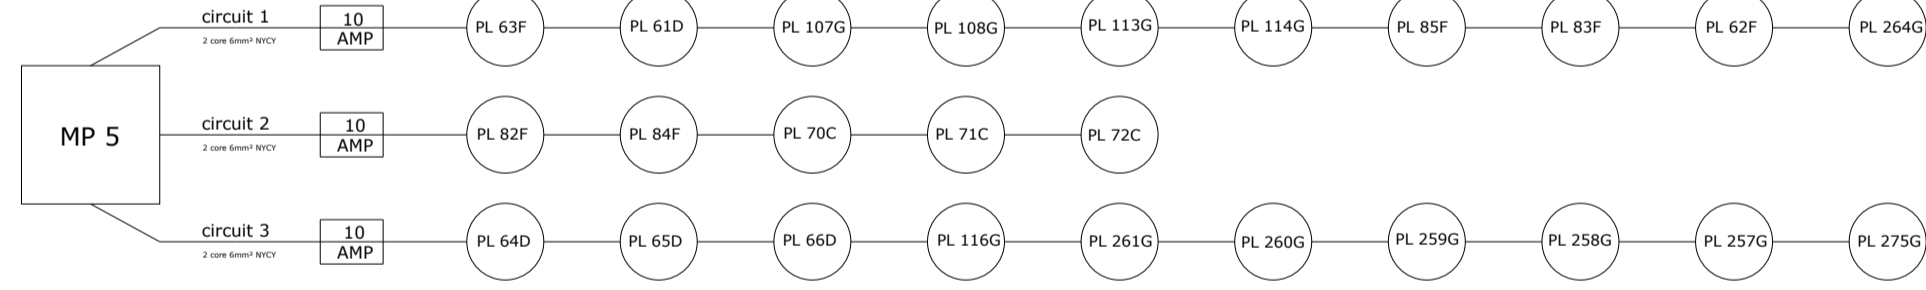 circuit 1
2 core 6mm² NYCY
10
AMP
PL 63F
PL 61D
PL 107G
PL 108G
PL 113G
PL 114G
PL 85F
PL 83F
PL 62F
PL 264G
MP 5
circuit 2
2 core 6mm² NYCY
10
AMP
PL 82F
PL 84F
PL 70C
PL 71C
PL 72C
circuit 3
2 core 6mm² NYCY
10
AMP
PL 64D
PL 65D
PL 66D
PL 116G
PL 261G
PL 260G
PL 259G
PL 258G
PL 257G
PL 275G